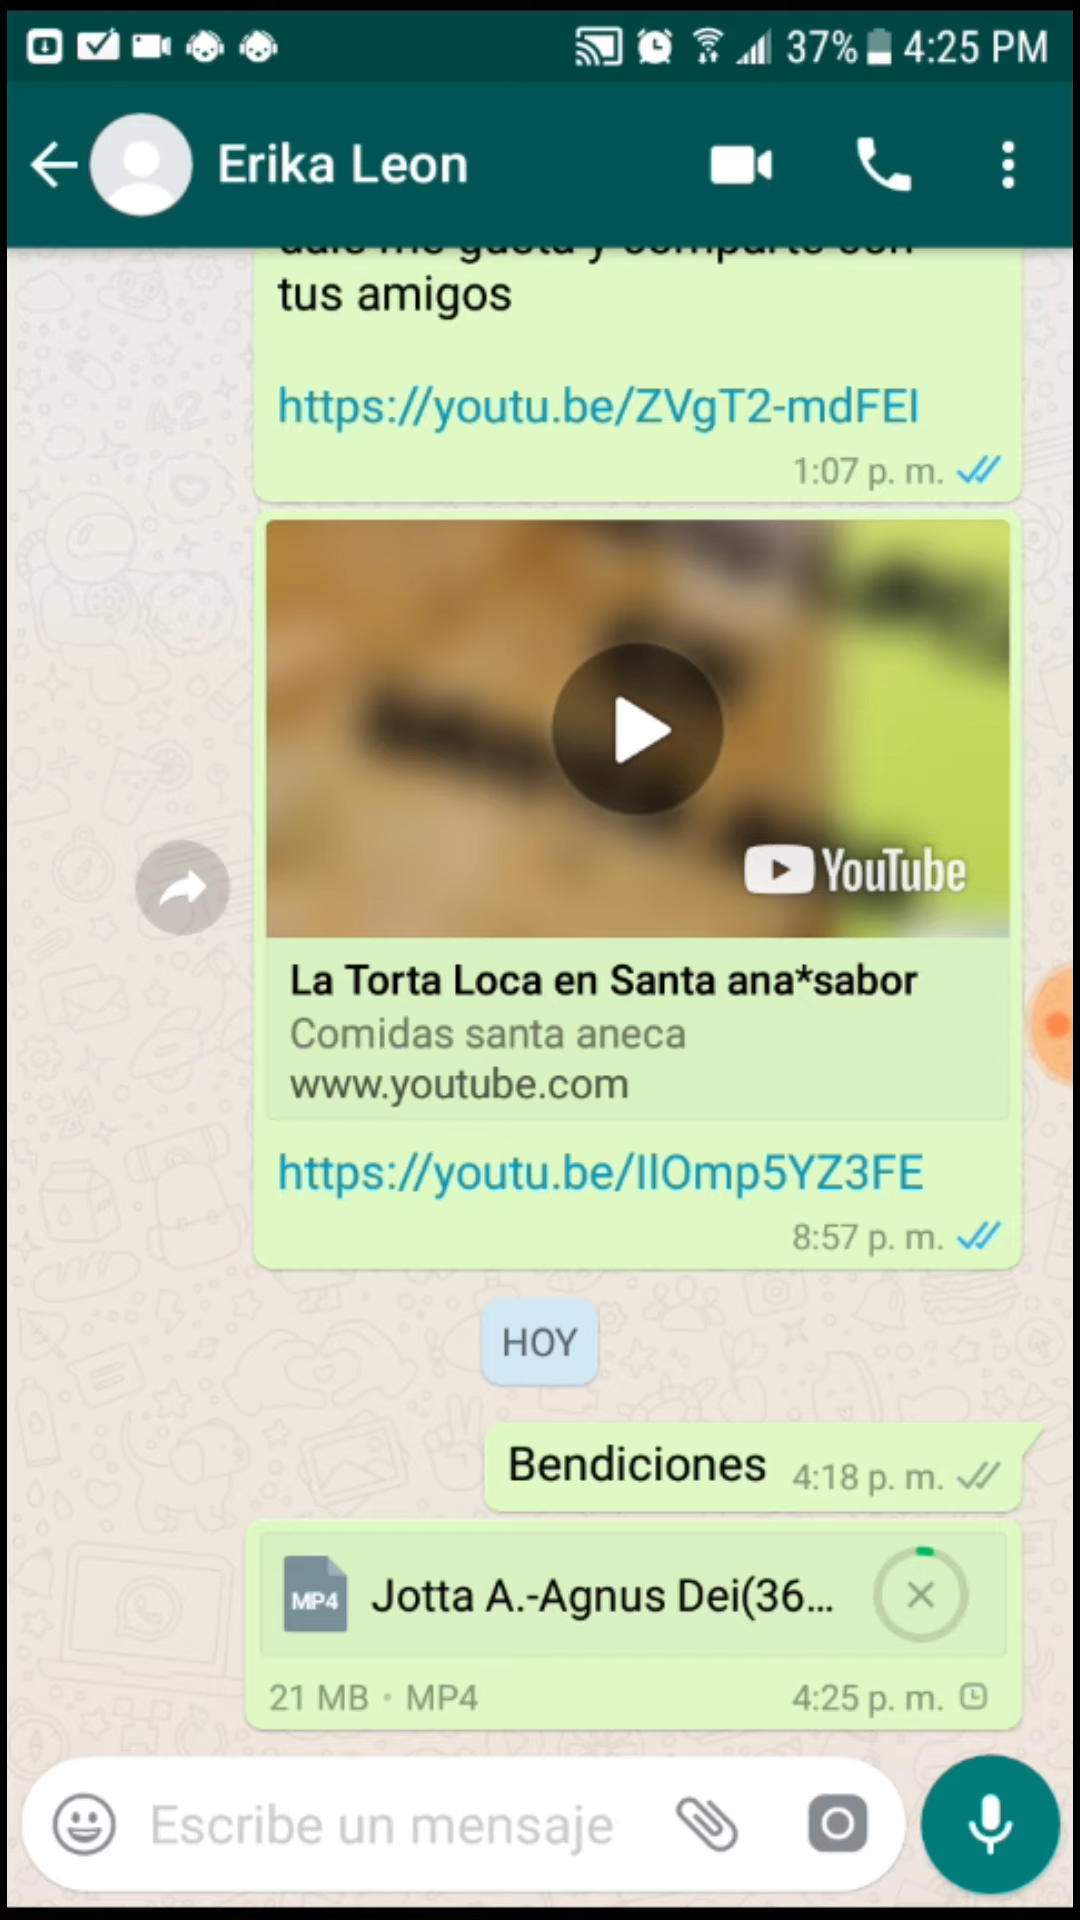 37% 4:25 PM
Erika Leon
tus amigos
https://youtu.be/ZVgT2-mdFEI
1:07 p. m.
YouTube
La Torta Loca en Santa ana*sabor
Comidas santa aneca
www.youtube.com
https://youtu.be/IlOmp5YZ3FE
8:57 p. m.
HOY
Bendiciones 4:18 p. m.
MP4 Jotta A.-Agnus Dei(36...
21 MB • MP4 4:25 p. m.
Escribe un mensaje